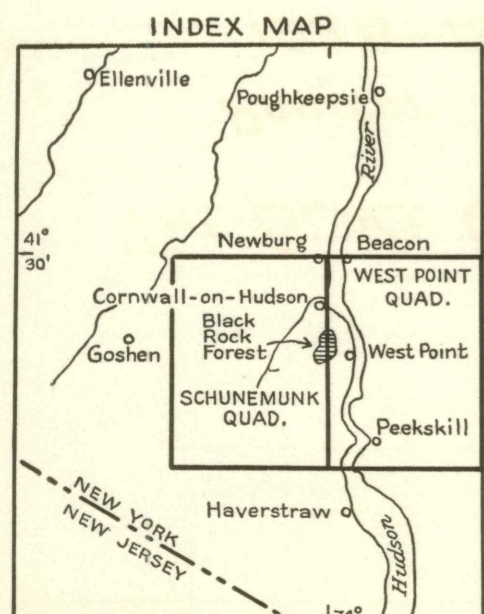 INDEX MAP
Ellenville
Poughkeepsie
River
41°
30'
Newburg
Beacon
WEST POINT
QUAD.
Cornwall-on-Hudson
Black
Rock
Forest
Goshen
West Point
SCHUNEMUNK
QUAD.
Peekskill
NEW YORK
NEW JERSEY
Haverstraw
Hudson
74°